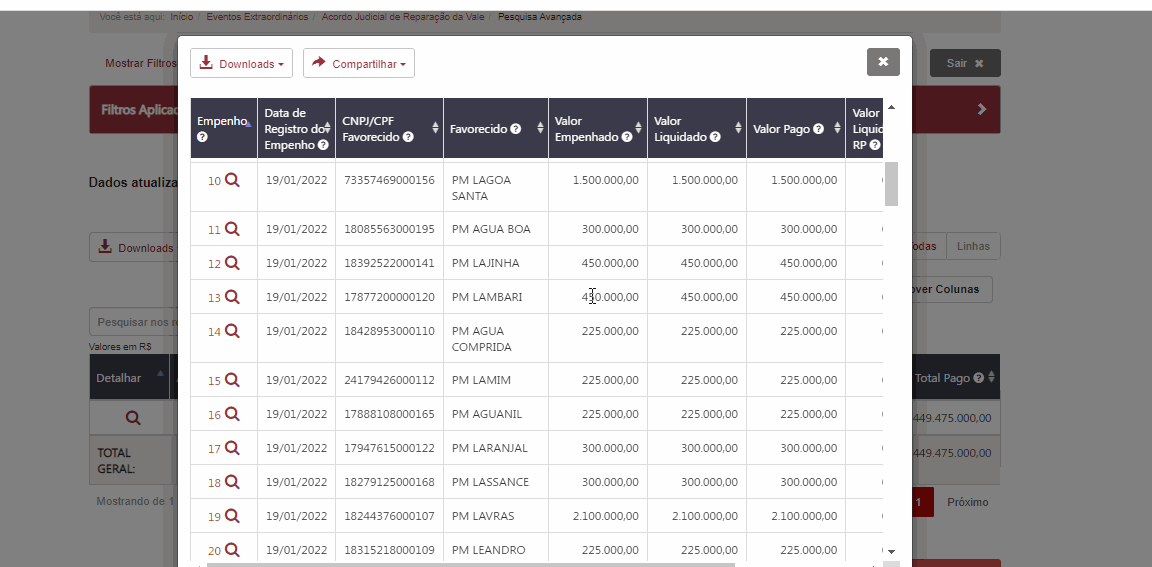 Você está aqui: Início / Eventos Extraordinários / Acordo Judicial de Reparação da Vale / Pesquisa Avançada
Mostrar Filtros
Downloads
Compartilhar
Sair
Filtros
Dados
Downloads
Linhas
Colunas
Pesquisar nos
Valores em R$
Detalhar
Total Pago
449.475.000,00
TOTAL
GERAL:
449.475.000,00
Mostrando de 1
1
Próximo
Empenho
Data de
Registro do
Empenho
CNPJ/CPF
Favorecido
Favorecido
Valor
Empenhado
Valor
Liquidado
Valor Pago
Valor
Liquid
RP
10 19/01/2022 73357469000156 PM LAGOA 1.500.000,00 1.500.000,00 1.500.000,00
SANTA
11 19/01/2022 18085563000195 PM AGUA BOA 300.000,00 300.000,00 300.000,00
12 19/01/2022 18392522000141 PM LAJINHA 450.000,00 450.000,00 450.000,00
13 19/01/2022 17877200000120 PM LAMBARI 450.000,00 450.000,00 450.000,00
14 19/01/2022 18428953000110 PM AGUA 225.000,00 225.000,00 225.000,00
COMPRIDA
15 19/01/2022 24179426000112 PM LAMIM 225.000,00 225.000,00 225.000,00
16 19/01/2022 17888108000165 PM AGUANIL 225.000,00 225.000,00 225.000,00
17 19/01/2022 17947615000122 PM LARANJAL 300.000,00 300.000,00 300.000,00
18 19/01/2022 18279125000168 PM LASSANCE 300.000,00 300.000,00 300.000,00
19 19/01/2022 18244376000107 PM LAVRAS 2.100.000,00 2.100.000,00 2.100.000,00
20 19/01/2022 18315218000109 PM LEANDRO 225.000,00 225.000,00 225.000,00